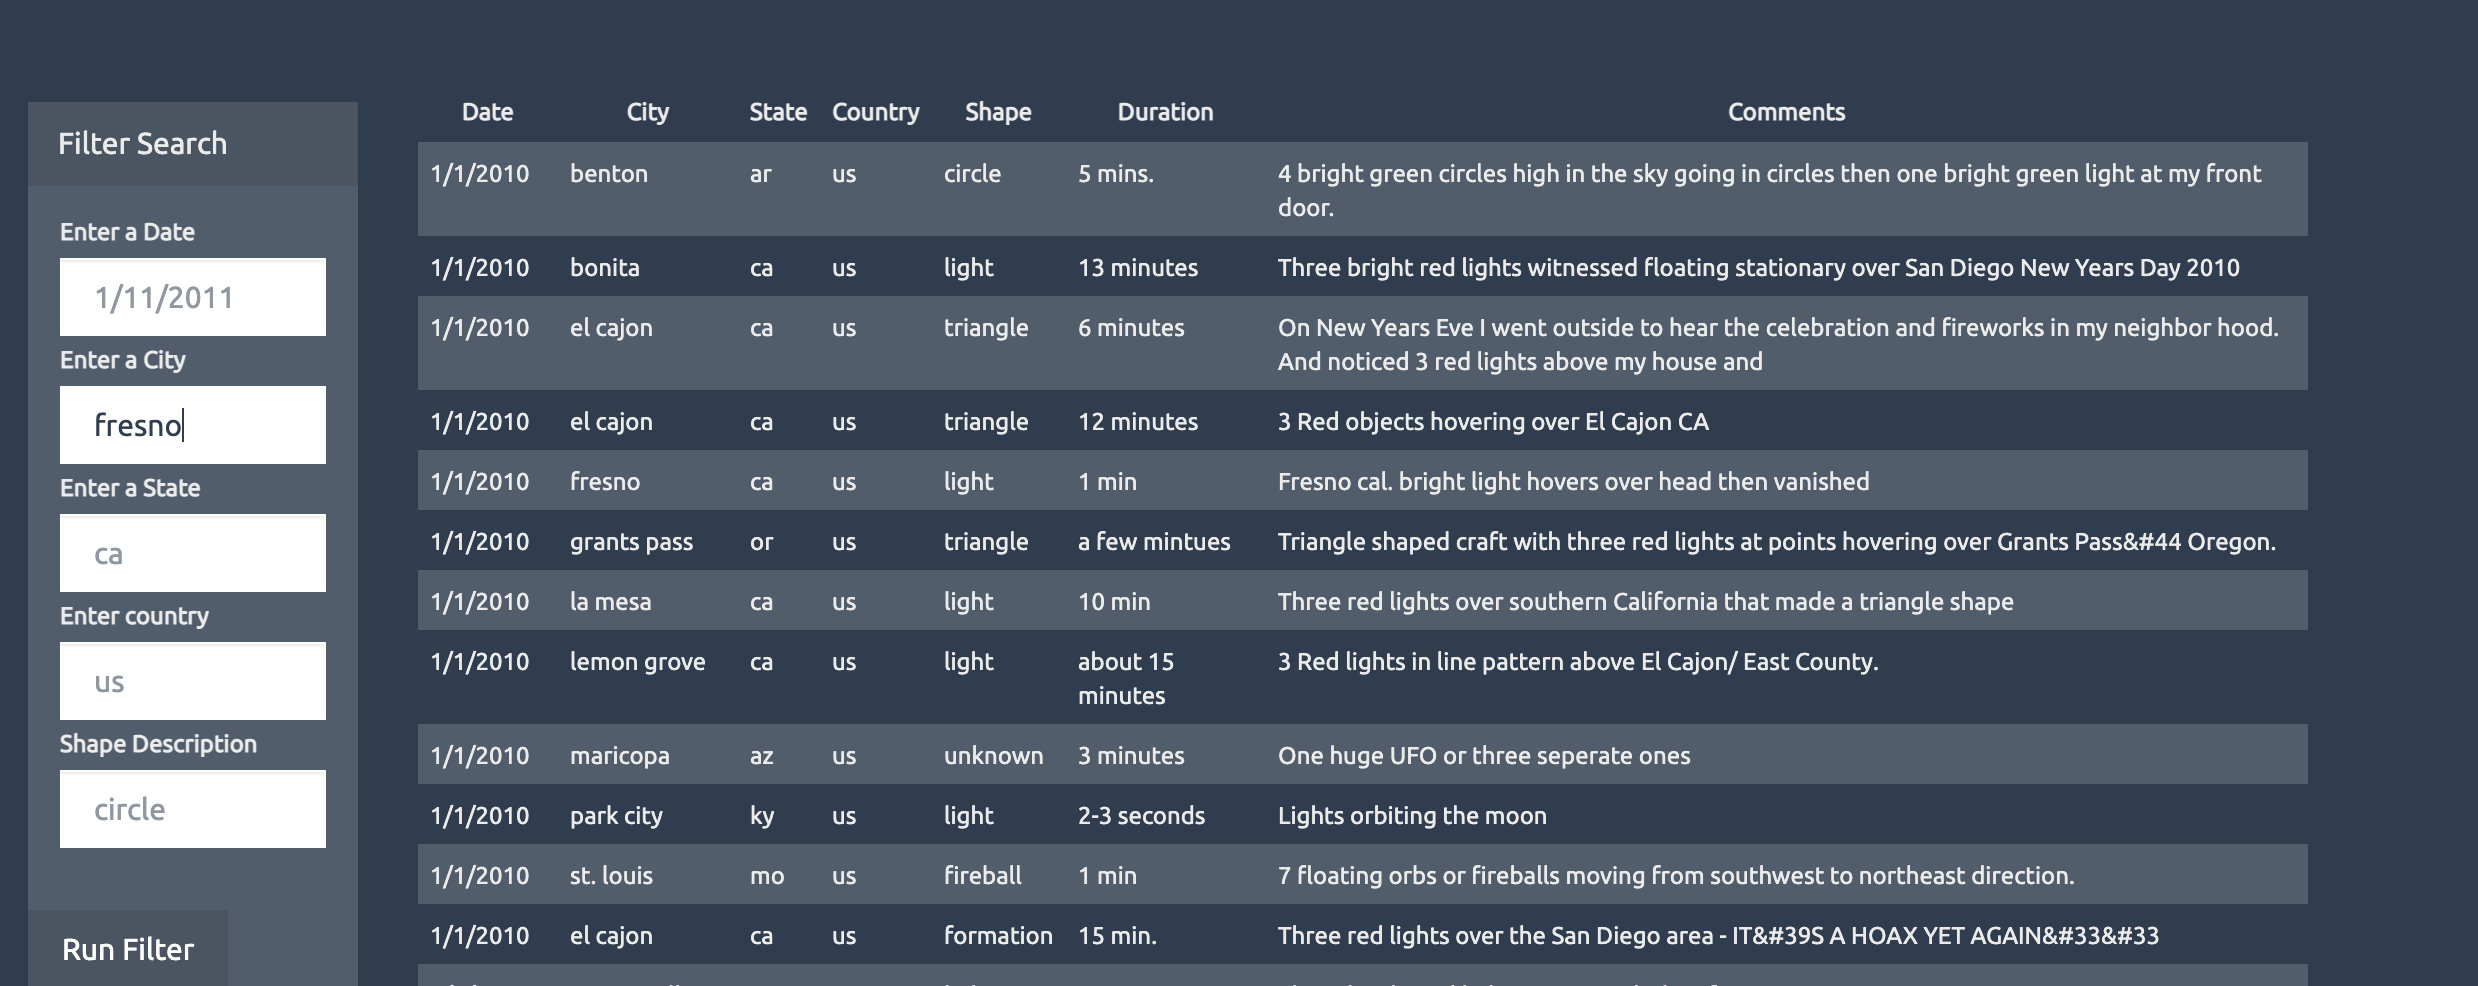 Filter Search
Enter a Date
1/11/2011
Enter a City
fresno
Enter a State
ca
Enter country
us
Shape Description
circle
Run Filter
Date City State Country Shape Duration Comments
1/1/2010 benton ar us circle 5 mins. 4 bright green circles high in the sky going in circles then one bright green light at my front
door.
1/1/2010 bonita ca us light 13 minutes Three bright red lights witnessed floating stationary over San Diego New Years Day 2010
1/1/2010 el cajon ca us triangle 6 minutes On New Years Eve I went outside to hear the celebration and fireworks in my neighbor hood.
And noticed 3 red lights above my house and
1/1/2010 el cajon ca us triangle 12 minutes 3 Red objects hovering over El Cajon CA
1/1/2010 fresno ca us light 1 min Fresno cal. bright light hovers over head then vanished
1/1/2010 grants pass or us triangle a few mintues Triangle shaped craft with three red lights at points hovering over Grants Pass&#44 Oregon.
1/1/2010 la mesa ca us light 10 min Three red lights over southern California that made a triangle shape
1/1/2010 lemon grove ca us light about 15 3 Red lights in line pattern above El Cajon/ East County.
minutes
1/1/2010 maricopa az us unknown 3 minutes One huge UFO or three seperate ones
1/1/2010 park city ky us light 2-3 seconds Lights orbiting the moon
1/1/2010 st. louis mo us fireball 1 min 7 floating orbs or fireballs moving from southwest to northeast direction.
1/1/2010 el cajon ca us formation 15 min. Three red lights over the San Diego area - IT&#39S A HOAX YET AGAIN&#33&#33